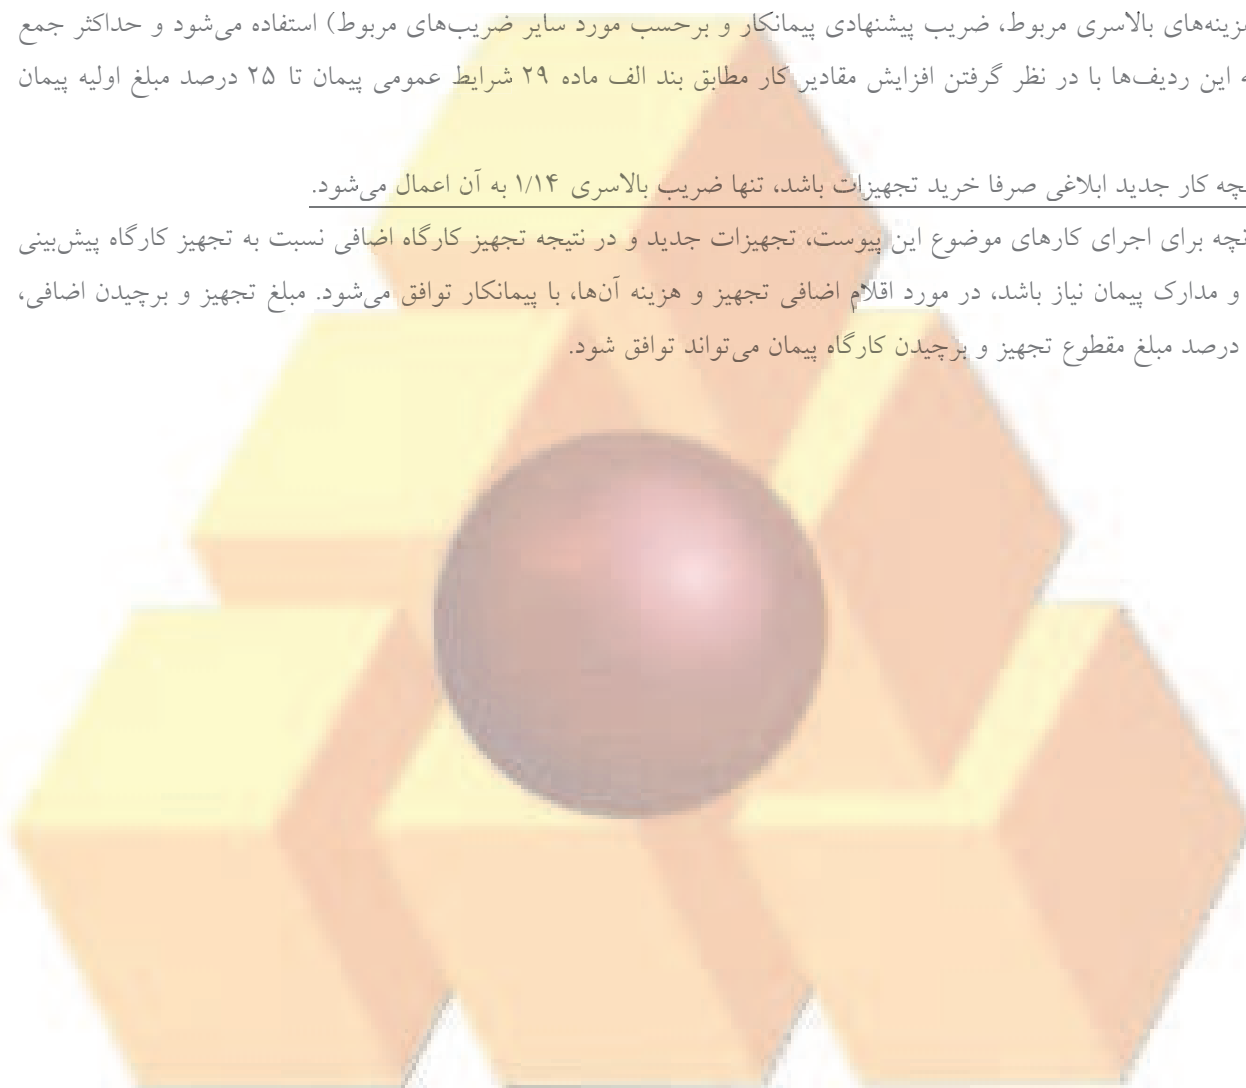 هزینه‌های بالاسری مربوط، ضریب پیشنهادی پیمانکار و برحسب مورد سایر ضریب‌های مربوط) استفاده می‌شود و حداکثر جمع
این ردیف‌ها با در نظر گرفتن افزایش مقادیر کار مطابق بند الف ماده ۲۹ شرایط عمومی پیمان تا ۲۵ درصد مبلغ اولیه پیمان
کار جدید ابلاغی صرفا خرید تجهیزات باشد، تنها ضریب بالاسری ۱/۱۴ به آن اعمال می‌شود.
برای اجرای کارهای موضوع این پیوست، تجهیزات جدید و در نتیجه تجهیز کارگاه اضافی نسبت به تجهیز کارگاه پیش‌بینی
و مدارک پیمان نیاز باشد، در مورد اقلام اضافی تجهیز و هزینه آن‌ها، با پیمانکار توافق می‌شود. مبلغ تجهیز و برچیدن اضافی،
درصد مبلغ مقطوع تجهیز و برچیدن کارگاه پیمان می‌تواند توافق شود.